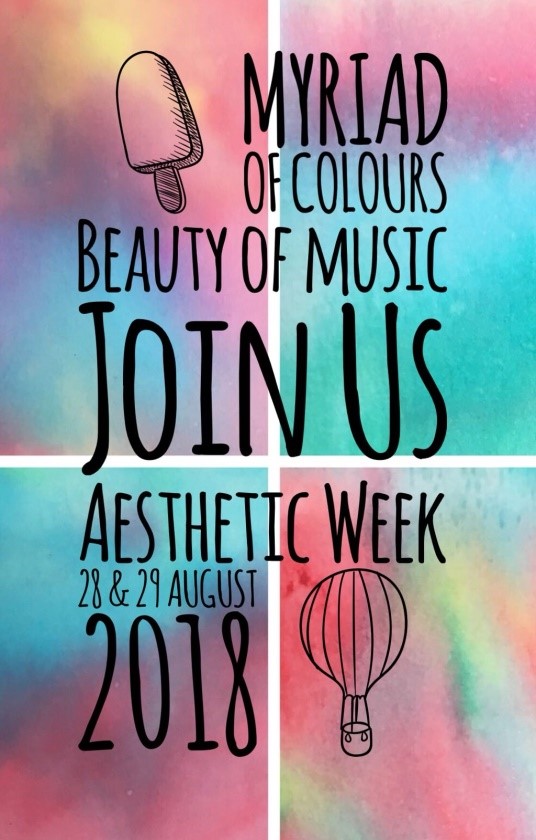 MYRIAD
OF COLOURS
BEAUTY OF MUSIC
JOIN US
AESTHETIC WEEK
28 & 29 AUGUST
2018